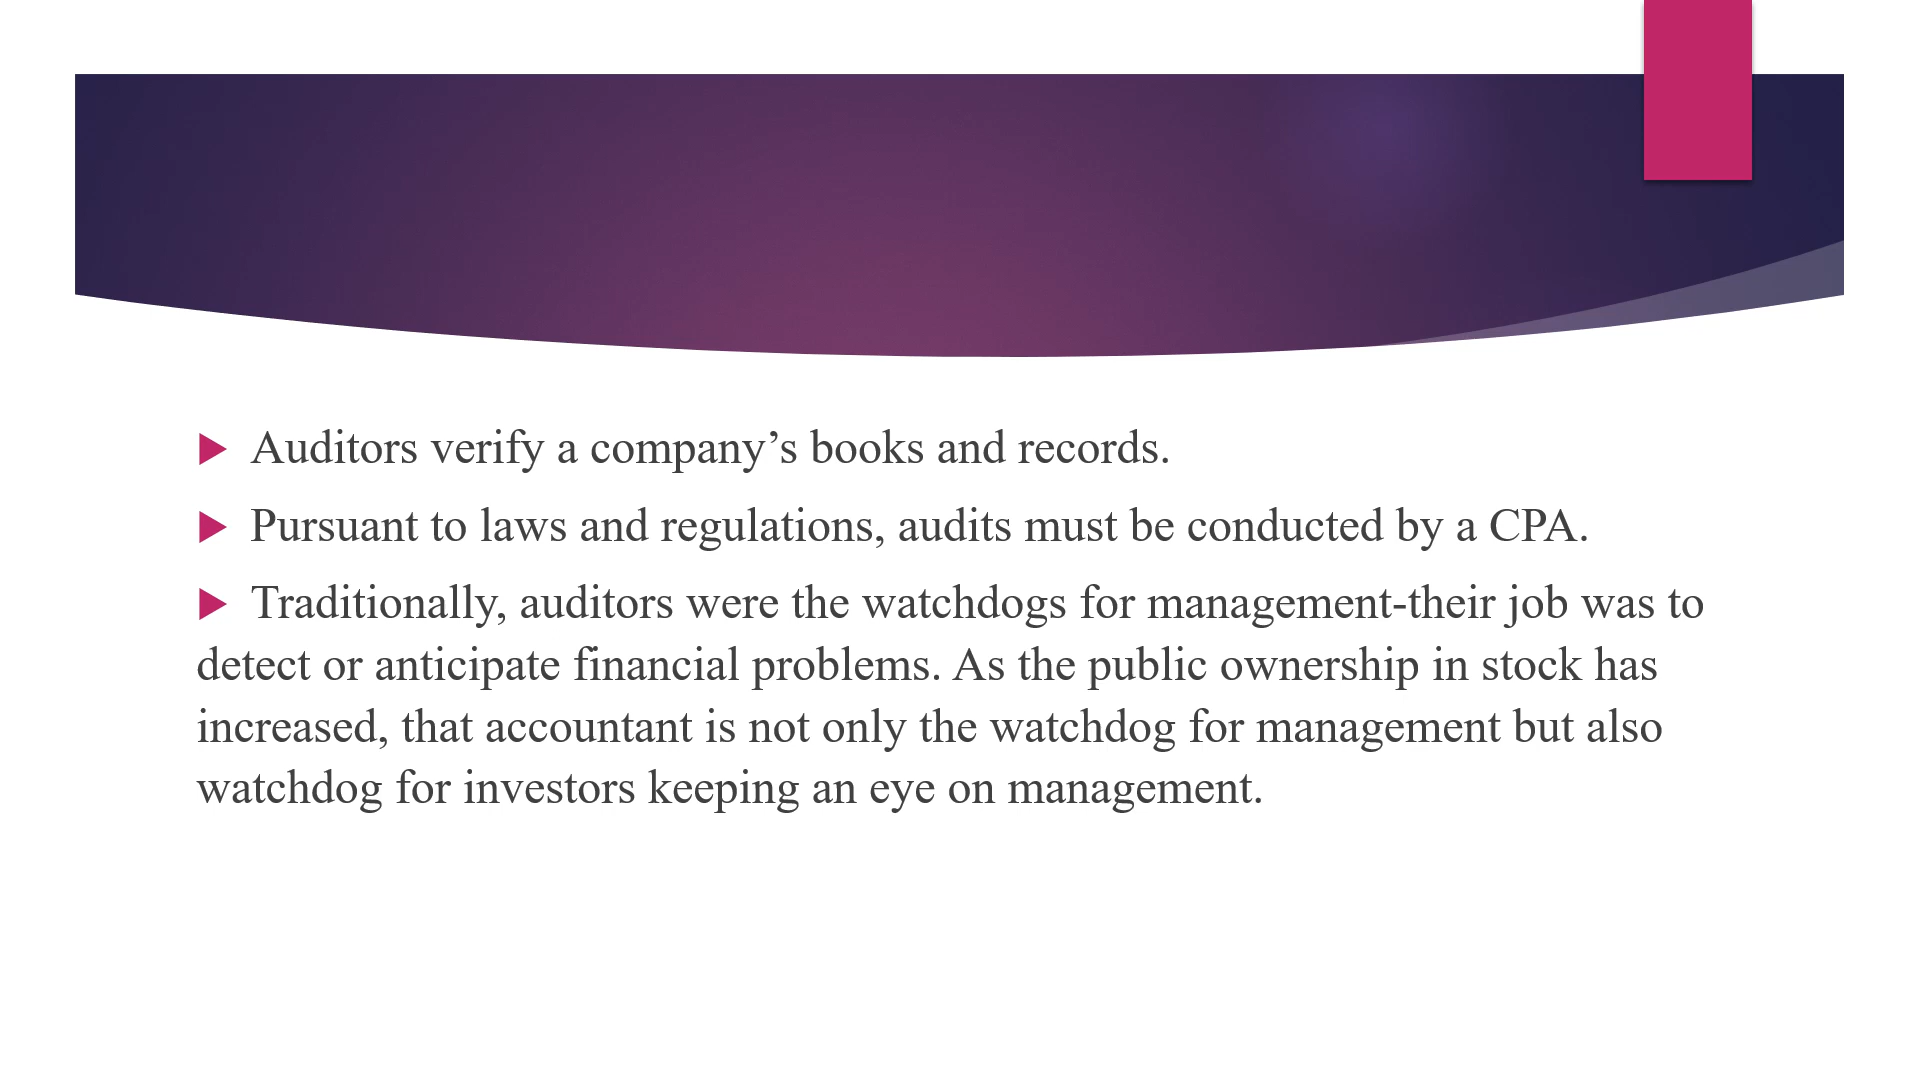 Auditors verify a company’s books and records.
Pursuant to laws and regulations, audits must be conducted by a CPA.
Traditionally, auditors were the watchdogs for management-their job was to
detect or anticipate financial problems. As the public ownership in stock has
increased, that accountant is not only the watchdog for management but also
watchdog for investors keeping an eye on management.